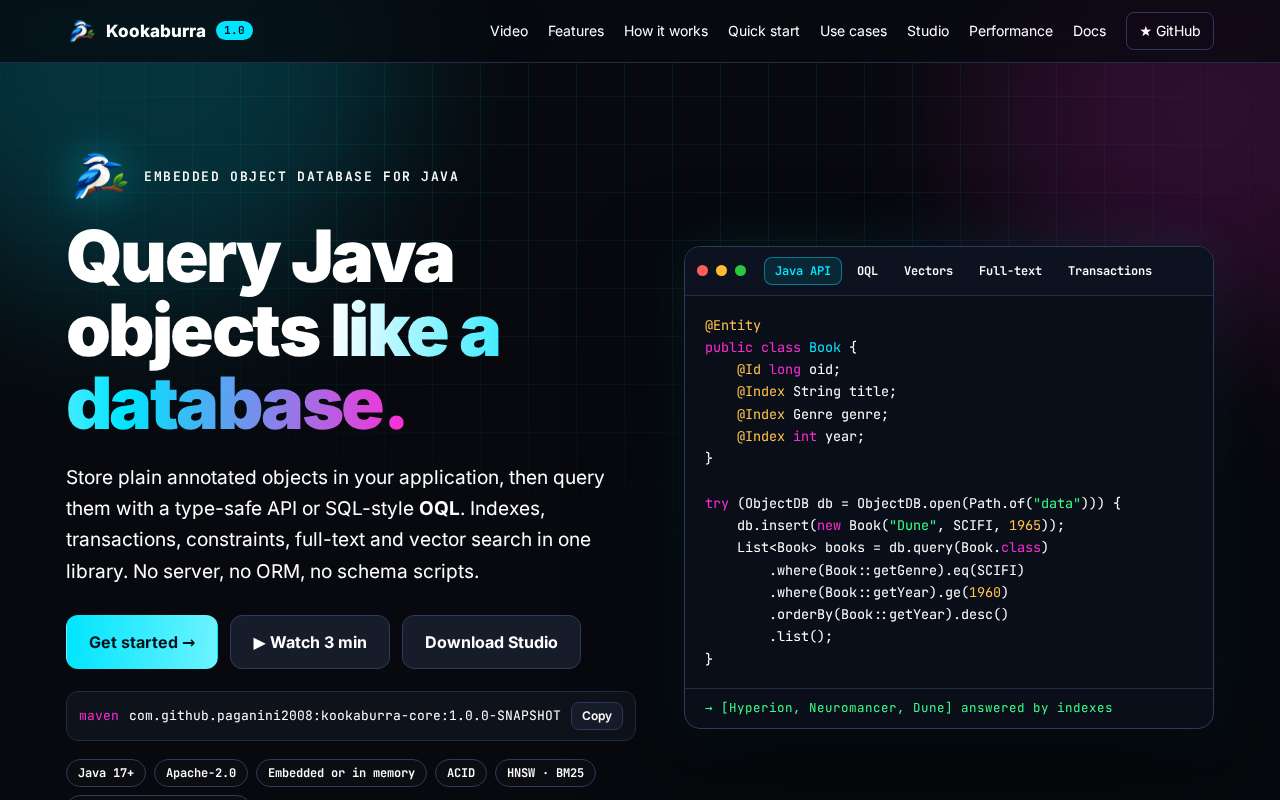 Kookaburra 1.0
Video Features How it works Quick start Use cases Studio Performance Docs ★ GitHub
EMBEDDED OBJECT DATABASE FOR JAVA
Query Java
objects like a
database.
Store plain annotated objects in your application, then query
them with a type-safe API or SQL-style OQL. Indexes,
transactions, constraints, full-text and vector search in one
library. No server, no ORM, no schema scripts.
Get started → ▶ Watch 3 min Download Studio
maven com.github.paganini2008:kookaburra-core:1.0.0-SNAPSHOT Copy
Java 17+ Apache-2.0 Embedded or in memory ACID HNSW · BM25
Java API OQL Vectors Full-text Transactions
@Entity
public class Book {
    @Id long oid;
    @Index String title;
    @Index Genre genre;
    @Index int year;
}
try (ObjectDB db = ObjectDB.open(Path.of("data"))) {
    db.insert(new Book("Dune", SCIFI, 1965));
    List<Book> books = db.query(Book.class)
        .where(Book::getGenre).eq(SCIFI)
        .where(Book::getYear).ge(1960)
        .orderBy(Book::getYear).desc()
        .list();
}
→ [Hyperion, Neuromancer, Dune] answered by indexes